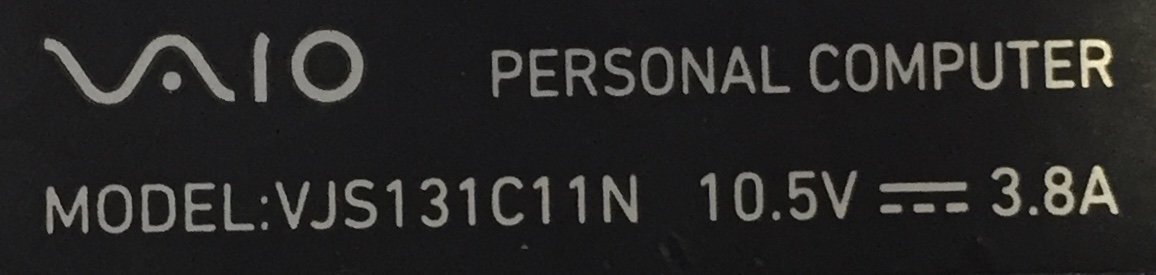 VAIO PERSONAL COMPUTER
MODEL:VJS131C11N 10.5V ⎓ 3.8A